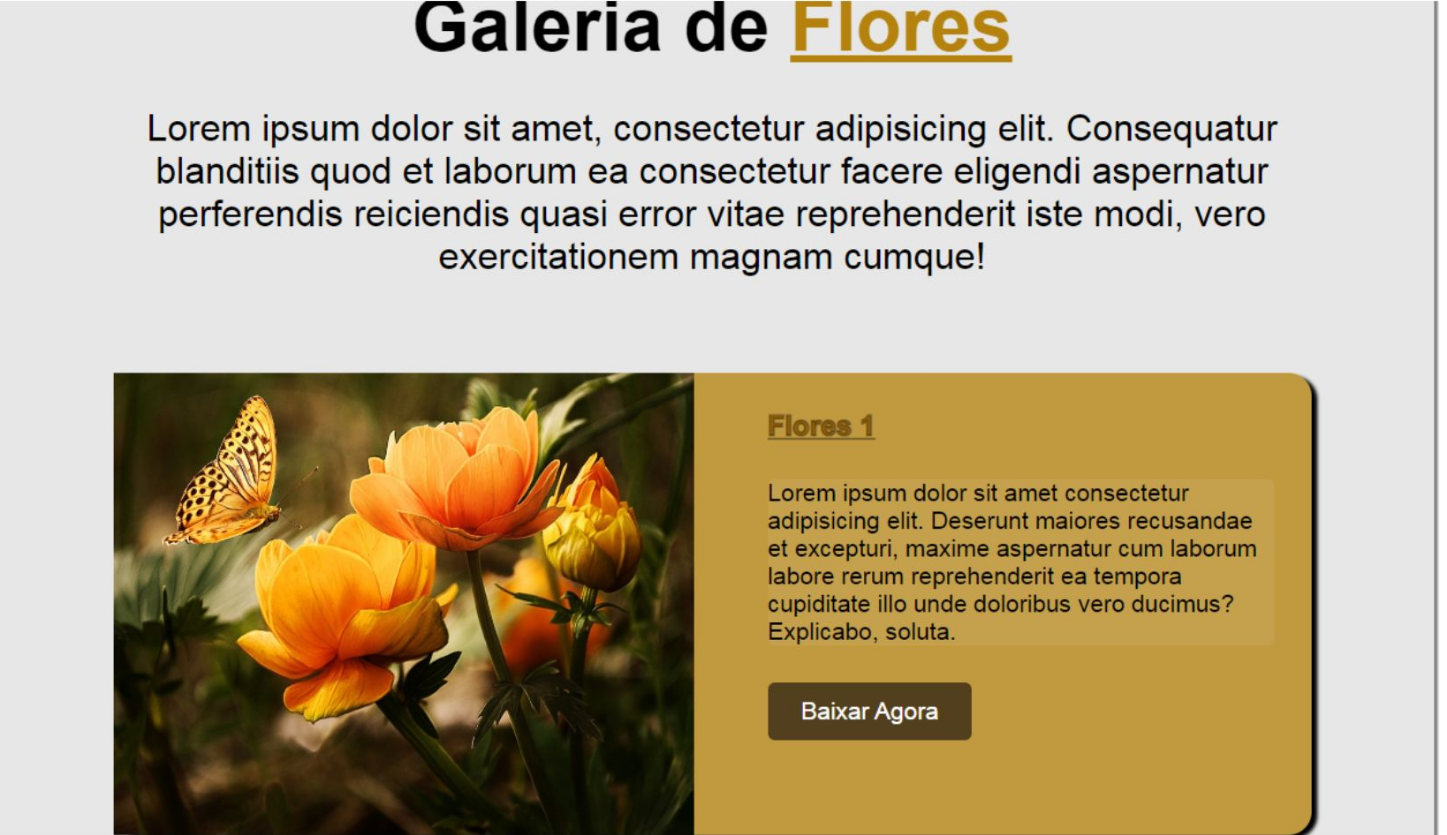 Galeria de Flores
Lorem ipsum dolor sit amet, consectetur adipisicing elit. Consequatur
blanditiis quod et laborum ea consectetur facere eligendi aspernatur
perferendis reiciendis quasi error vitae reprehenderit iste modi, vero
exercitationem magnam cumque!
Flores 1
Lorem ipsum dolor sit amet consectetur
adipisicing elit. Deserunt maiores recusandae
et excepturi, maxime aspernatur cum laborum
labore rerum reprehenderit ea tempora
cupiditate illo unde doloribus vero ducimus?
Explicabo, soluta.
Baixar Agora